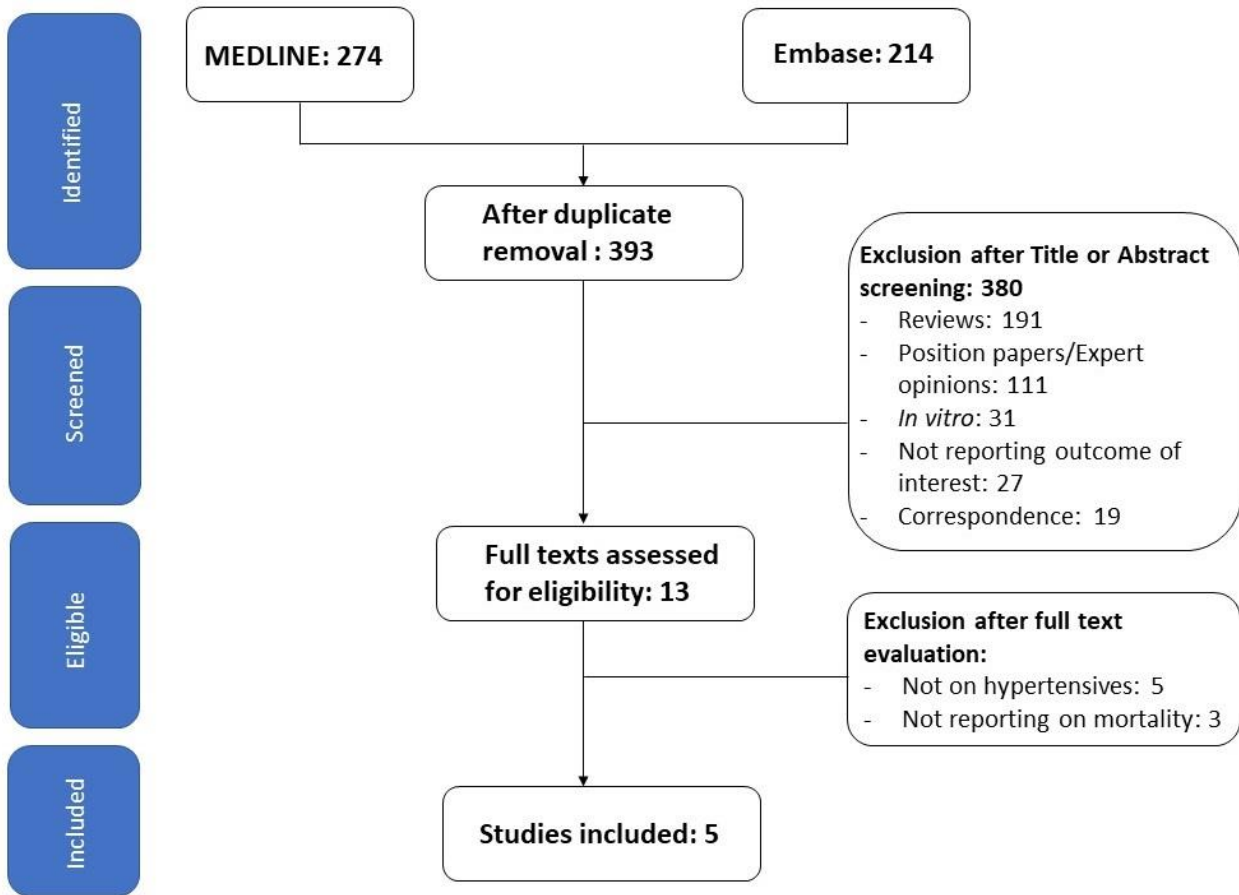 Identified
MEDLINE: 274
Embase: 214
After duplicate
removal : 393
Screened
Exclusion after Title or Abstract
screening: 380
- Reviews: 191
- Position papers/Expert
opinions: 111
- In vitro: 31
- Not reporting outcome of
interest: 27
- Correspondence: 19
Eligible
Full texts assessed
for eligibility: 13
Exclusion after full text
evaluation:
- Not on hypertensives: 5
- Not reporting on mortality: 3
Included
Studies included: 5